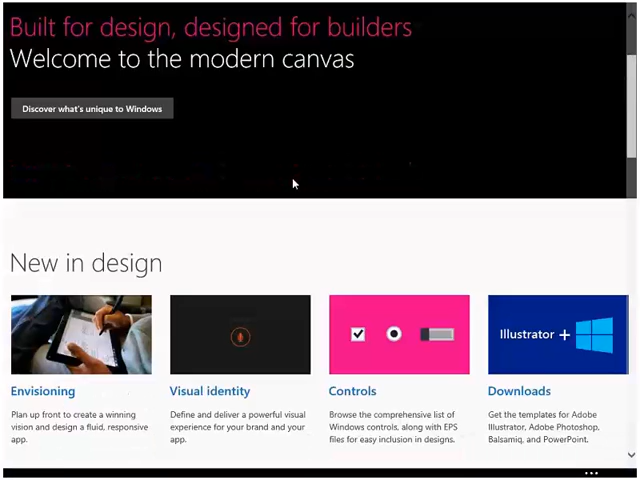 Built for design, designed for builders
Welcome to the modern canvas
Discover what's unique to Windows
New in design
Illustrator +
Envisioning
Plan up front to create a winning
vision and design a fluid, responsive
app.
Visual identity
Define and deliver a powerful visual
experience for your brand and your
app.
Controls
Browse the comprehensive list of
Windows controls, along with EPS
files for easy inclusion in designs.
Downloads
Get the templates for Adobe
Illustrator, Adobe Photoshop,
Balsamiq, and PowerPoint.